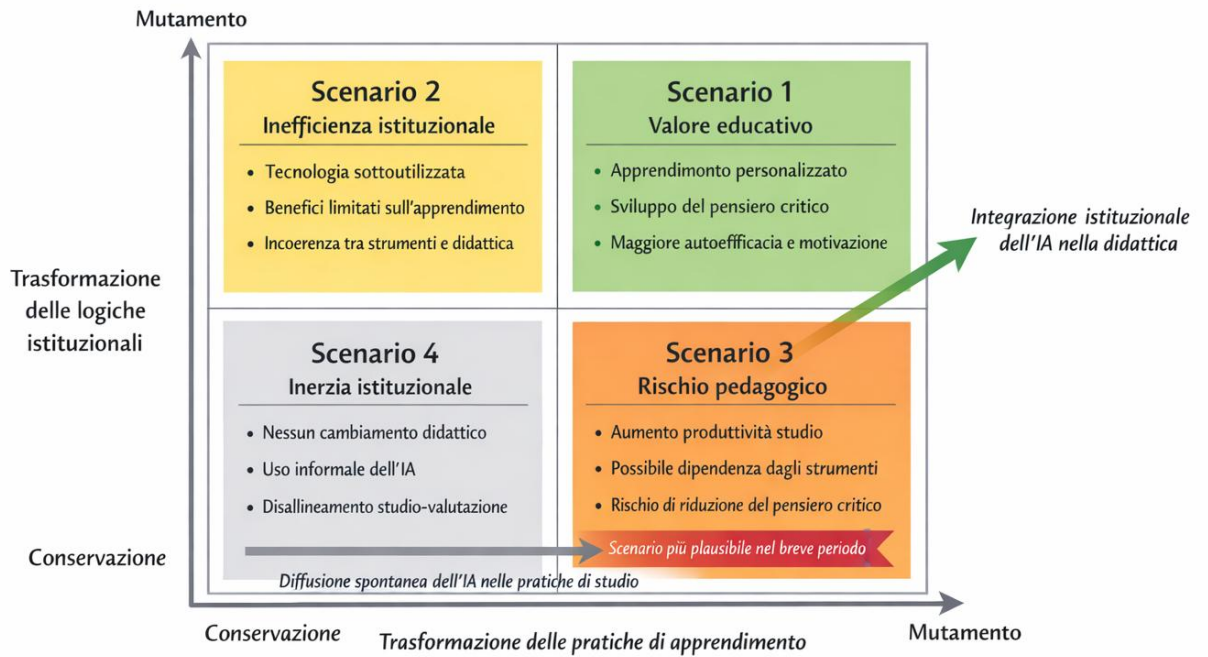 Mutamento
Scenario 2
Inefficienza istituzionale
• Tecnologia sottoutilizzata
• Benefici limitati sull'apprendimento
• Incoerenza tra strumenti e didattica
Scenario 1
Valore educativo
• Apprendimonto personalizzato
• Sviluppo del pensiero critico
• Maggiore autoeffficacia e motivazione
Integrazione istituzionale
dell'IA nella didattica
Trasformazione
delle logiche
istituzionali
Scenario 4
Inerzia istituzionale
• Nessun cambiamento didattico
• Uso informale dell'IA
• Disallineamento studio-valutazione
Scenario 3
Rischio pedagogico
• Aumento produttività studio
• Possibile dipendenza dagli strumenti
• Rischio di riduzione del pensiero critico
Conservazione
Scenario più plausibile nel breve periodo
Diffusione spontanea dell'IA nelle pratiche di studio
Conservazione
Trasformazione delle pratiche di apprendimento
Mutamento